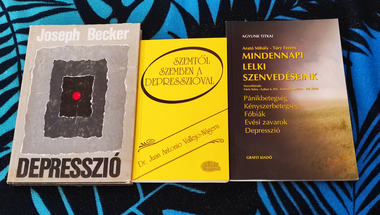 Joseph Becker
DEPRESSZIÓ
SZEMTŐL
SZEMBEN A
DEPRESSZIÓVAL
Dr. Juan Antonio Vallejo-Nágera
AGYUNK TITKAI
Arató Mihály - Túry Ferenc
MINDENNAPI
LELKI
SZENVEDÉSEINK
Pánikbetegség
Kényszerbetegség
Fóbiák
Evési zavarok
Depresszió
GRAFIT KIADÓ